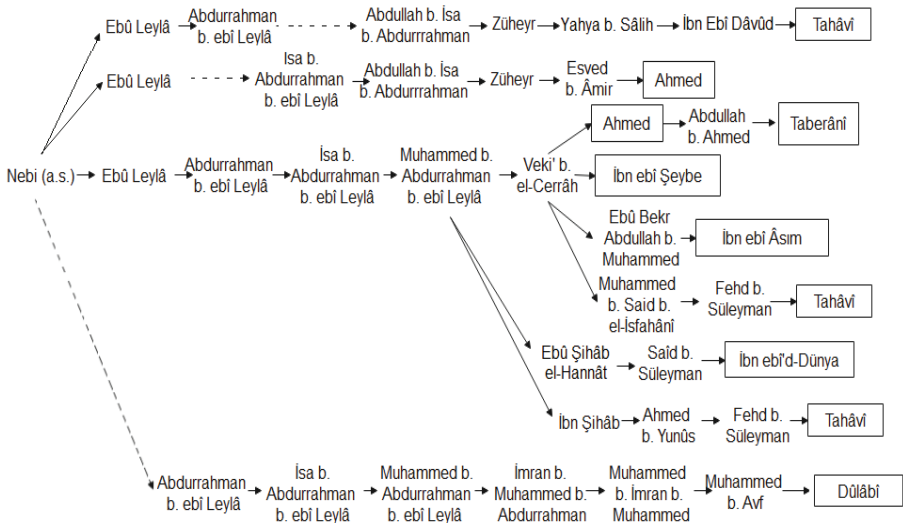 Ebû Leylâ
Abdurrahman
b. ebî Leylâ
Abdullah b. İsa
b. Abdurrrahman
Züheyr
Yahya b. Sâlih
İbn Ebî Dâvûd
Tahâvî
Ebû Leylâ
Isa b.
Abdurrahman
b. ebî Leylâ
Abdullah b. İsa
b. Abdurrrahman
Züheyr
Esved
b. Âmir
Ahmed
Nebi (a.s.)
Ebû Leylâ
Abdurrahman
b. ebî Leylâ
İsa b.
Abdurrahman
b. ebî Leylâ
Muhammed b.
Abdurrahman
b. ebî Leylâ
Veki' b.
el-Cerrâh
Ahmed
Abdullah
b. Ahmed
Taberânî
İbn ebî Şeybe
Ebû Bekr
Abdullah b.
Muhammed
İbn ebî Âsım
Muhammed
b. Said b.
el-İsfahânî
Fehd b.
Süleyman
Tahâvî
Ebû Şihâb
el-Hannât
Saîd b.
Süleyman
İbn ebî'd-Dünya
İbn Şihâb
Ahmed
b. Yunûs
Fehd b.
Süleyman
Tahâvî
Abdurrahman
b. ebî Leylâ
İsa b.
Abdurrahman
b. ebî Leylâ
Muhammed b.
Abdurrahman
b. ebî Leylâ
İmran b.
Muhammed b.
Abdurrahman
Muhammed
b. İmran b.
Muhammed
Muhammed
b. Avf
Dûlâbî